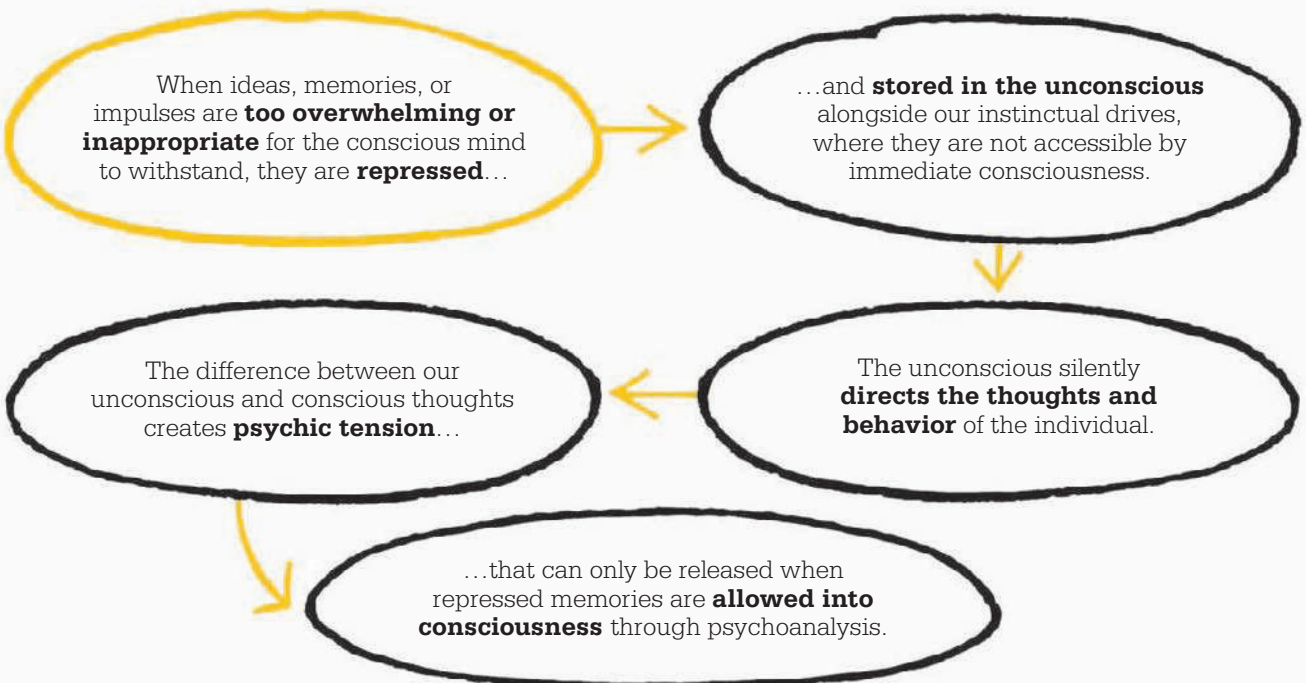 When ideas, memories, or
impulses are too overwhelming or
inappropriate for the conscious mind
to withstand, they are repressed…
…and stored in the unconscious
alongside our instinctual drives,
where they are not accessible by
immediate consciousness.
The unconscious silently
directs the thoughts and
behavior of the individual.
The difference between our
unconscious and conscious thoughts
creates psychic tension…
…that can only be released when
repressed memories are allowed into
consciousness through psychoanalysis.